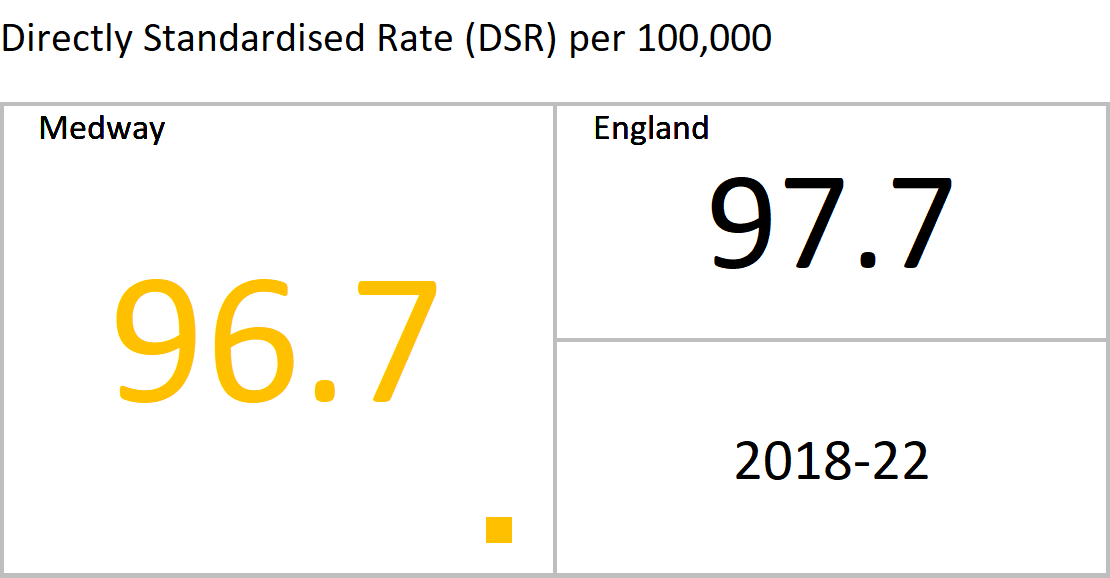 Directly Standardised Rate (DSR) per 100,000
Medway
96.7
England
97.7
2018-22